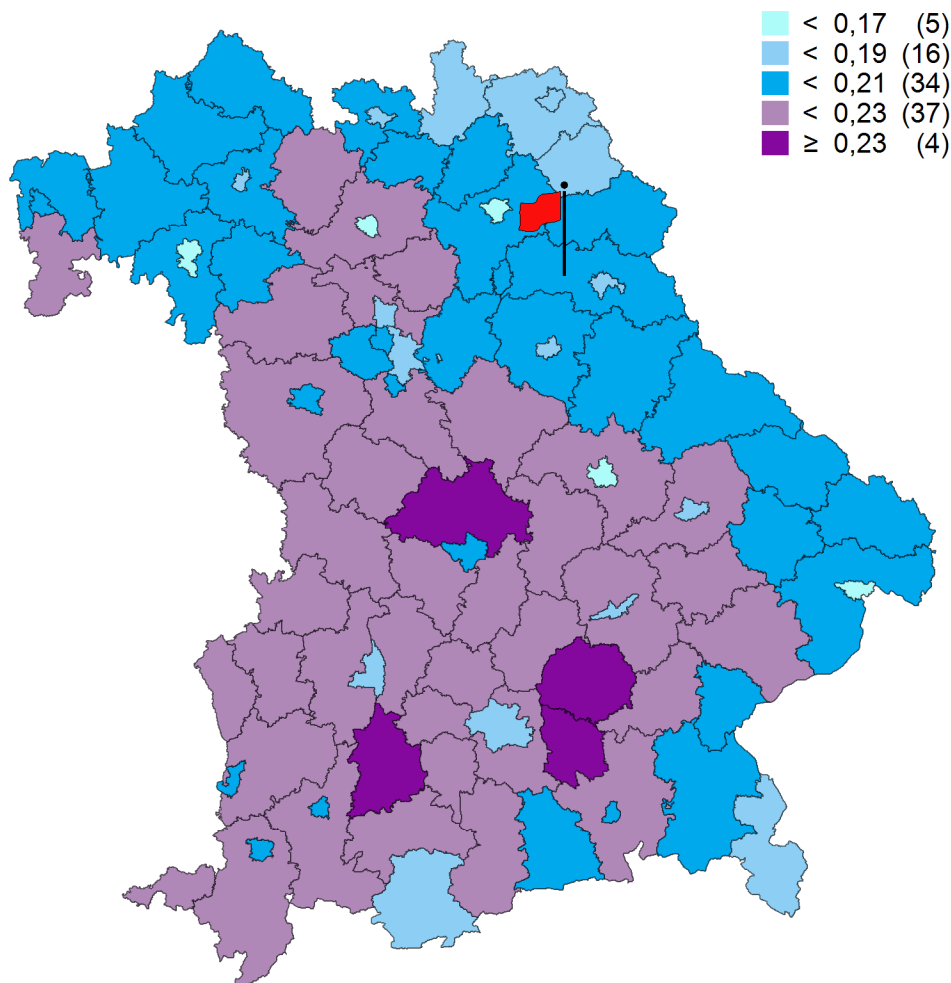 < 0,17 (5)
< 0,19 (16)
< 0,21 (34)
< 0,23 (37)
≥ 0,23 (4)